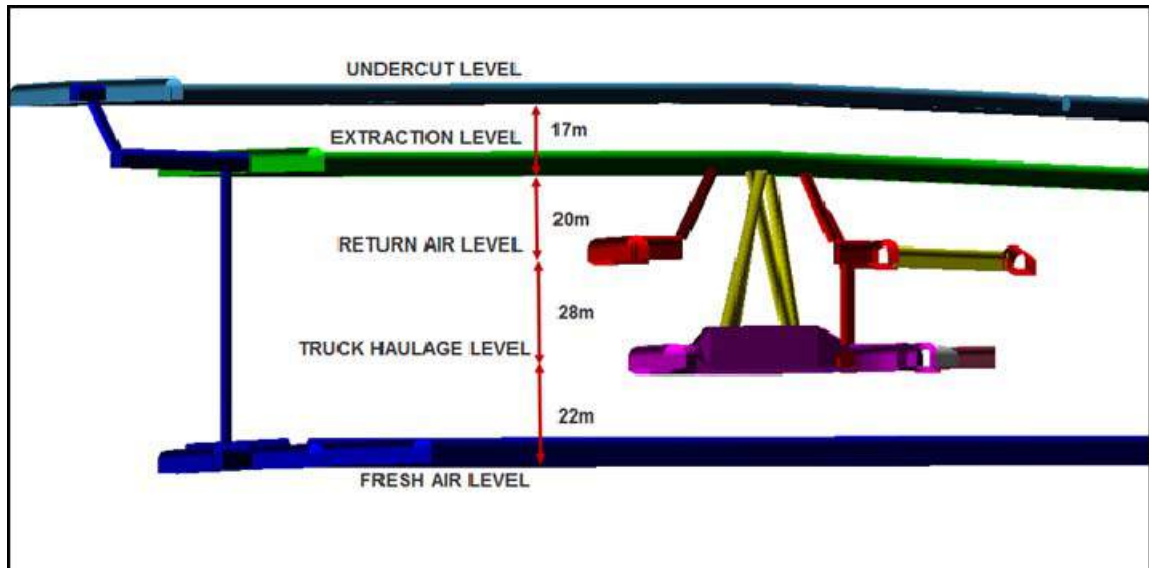 UNDERCUT LEVEL
17m
EXTRACTION LEVEL
20m
RETURN AIR LEVEL
28m
TRUCK HAULAGE LEVEL
22m
FRESH AIR LEVEL